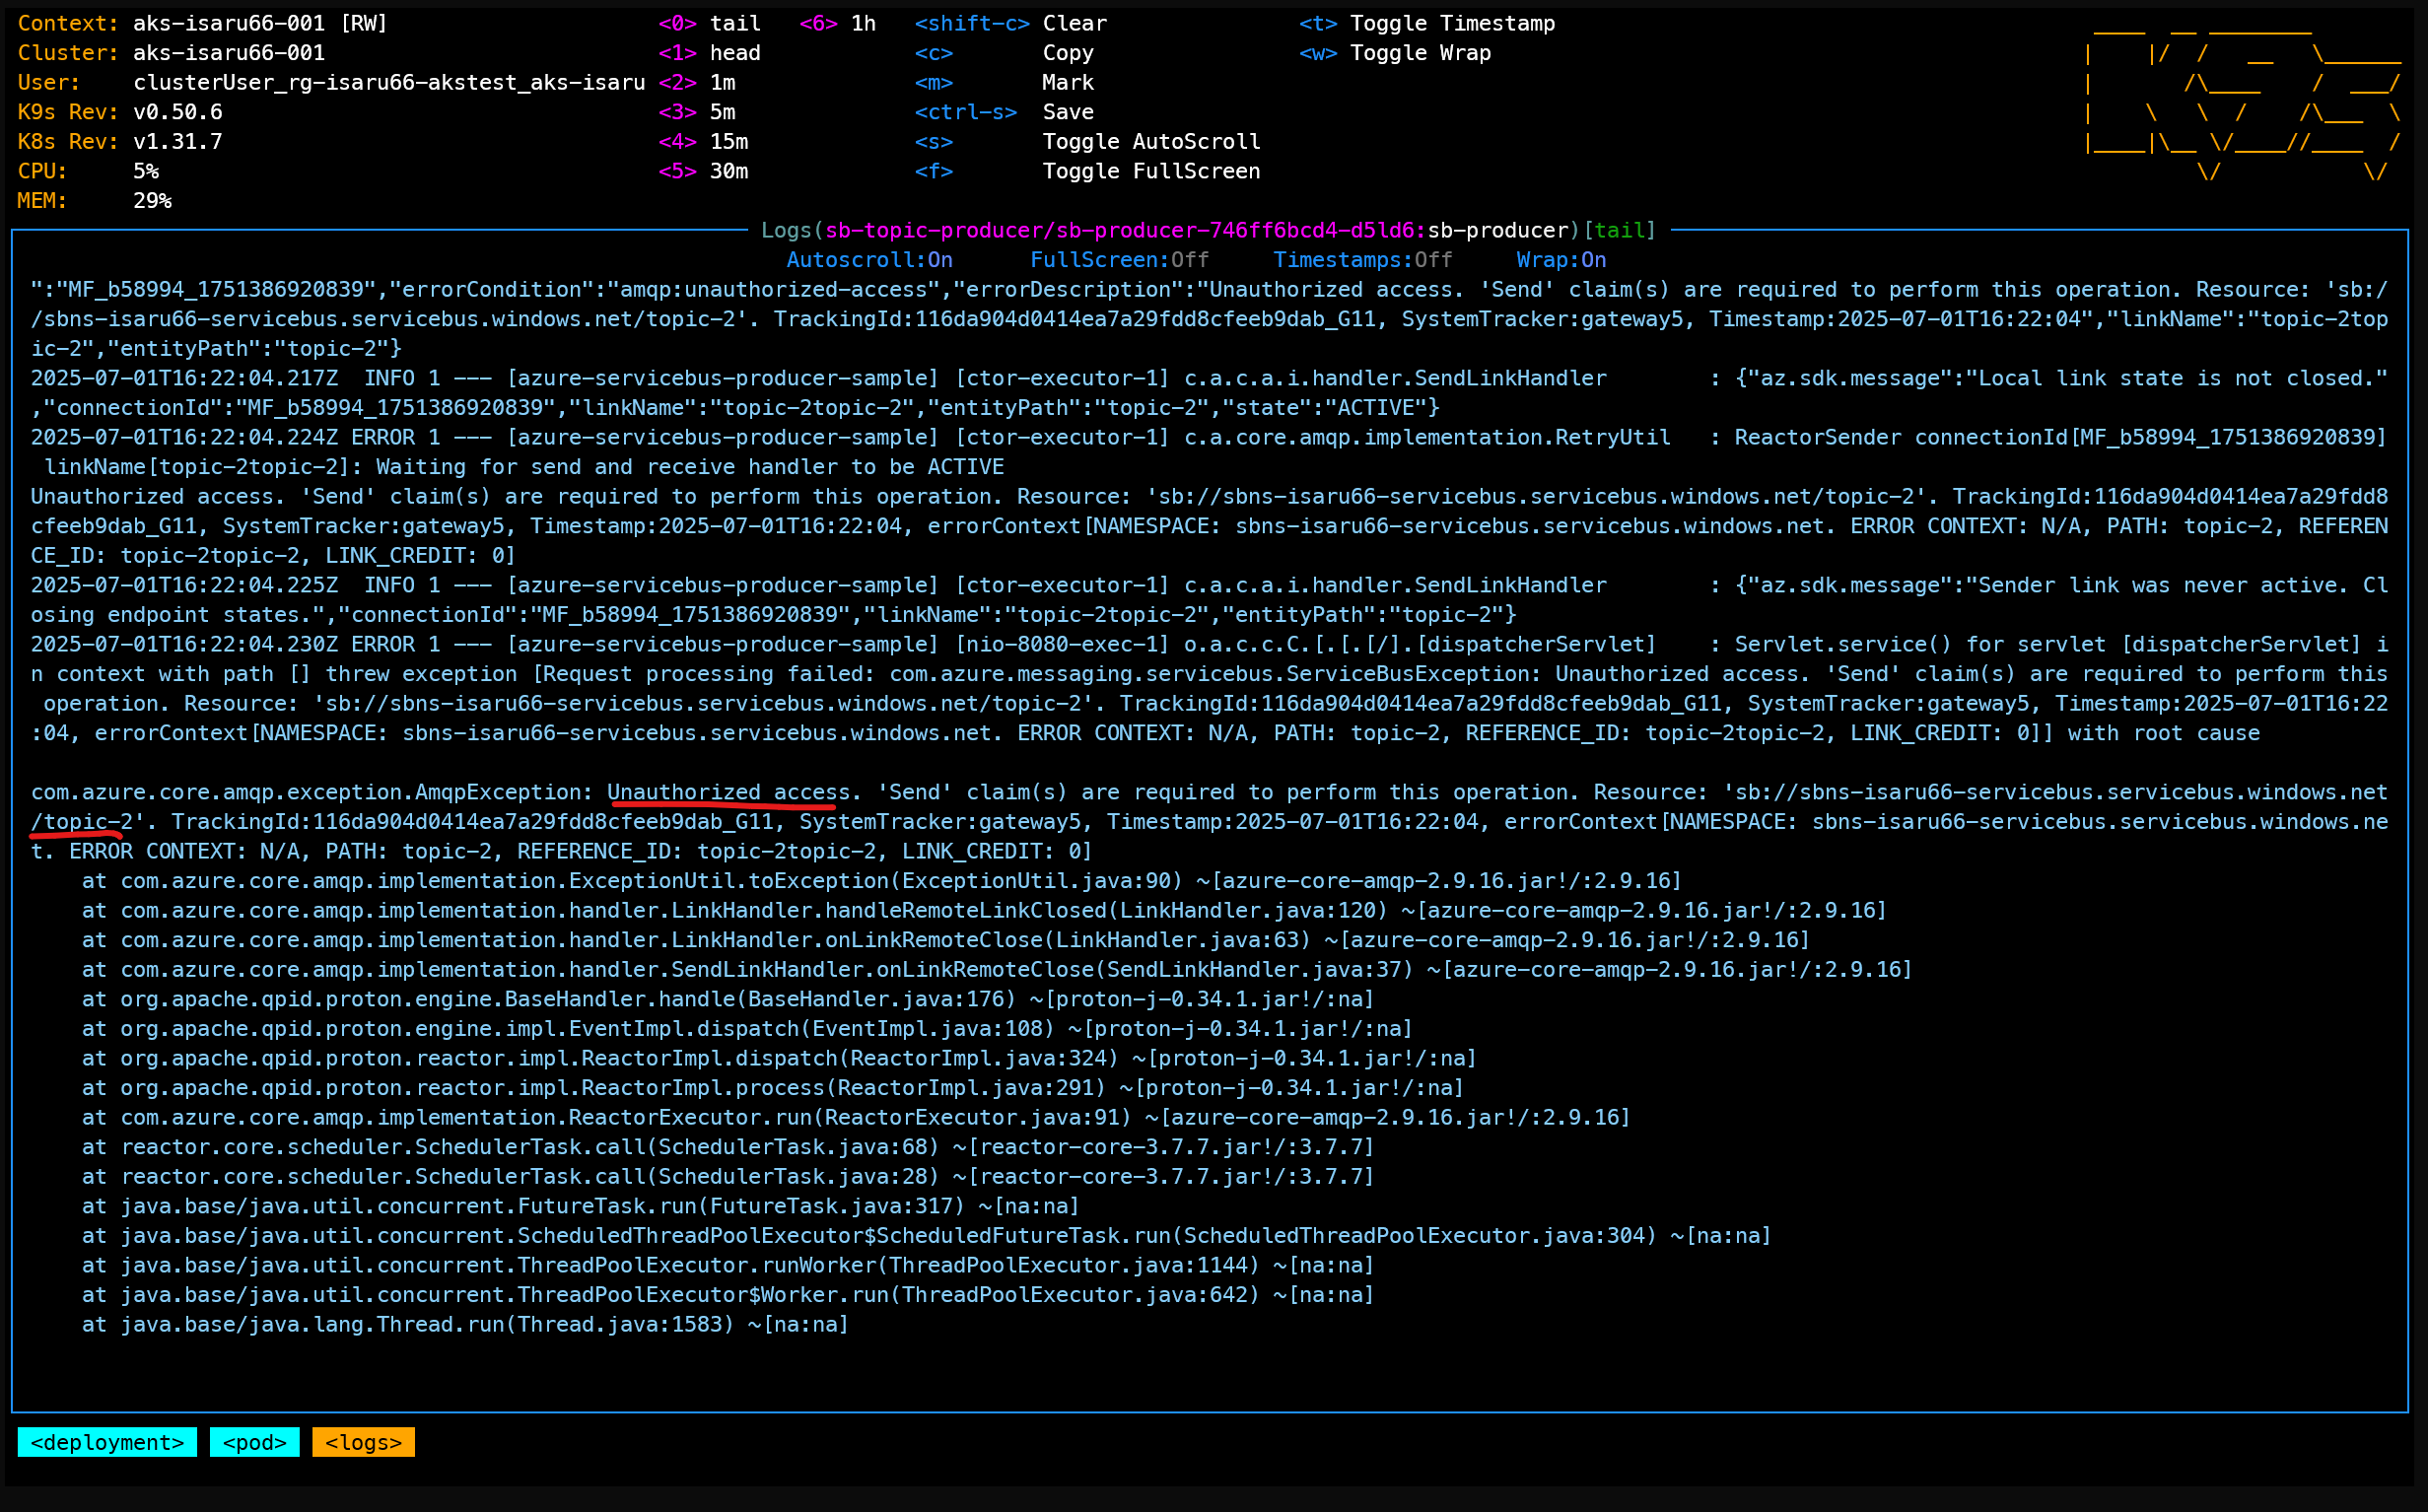 Context: aks-isaru66-001 [RW] <0> tail <6> 1h <shift-c> Clear <t> Toggle Timestamp
Cluster: aks-isaru66-001 <1> head <c> Copy <w> Toggle Wrap
User: clusterUser_rg-isaru66-akstest_aks-isaru <2> 1m <m> Mark
K9s Rev: v0.50.6 <3> 5m <ctrl-s> Save
K8s Rev: v1.31.7 <4> 15m <s> Toggle AutoScroll
CPU: 5% <5> 30m <f> Toggle FullScreen
MEM: 29%
Logs(sb-topic-producer/sb-producer-746ff6bcd4-d5ld6:sb-producer)[tail]
Autoscroll:On FullScreen:Off Timestamps:Off Wrap:On
":"MF_b58994_1751386920839","errorCondition":"amqp:unauthorized-access","errorDescription":"Unauthorized access. 'Send' claim(s) are required to perform this operation. Resource: 'sb:/
/sbns-isaru66-servicebus.servicebus.windows.net/topic-2'. TrackingId:116da904d0414ea7a29fdd8cfeeb9dab_G11, SystemTracker:gateway5, Timestamp:2025-07-01T16:22:04","linkName":"topic-2top
ic-2","entityPath":"topic-2"}
2025-07-01T16:22:04.217Z  INFO 1 --- [azure-servicebus-producer-sample] [ctor-executor-1] c.a.c.a.i.handler.SendLinkHandler        : {"az.sdk.message":"Local link state is not closed."
,"connectionId":"MF_b58994_1751386920839","linkName":"topic-2topic-2","entityPath":"topic-2","state":"ACTIVE"}
2025-07-01T16:22:04.224Z ERROR 1 --- [azure-servicebus-producer-sample] [ctor-executor-1] c.a.core.amqp.implementation.RetryUtil   : ReactorSender connectionId[MF_b58994_1751386920839]
 linkName[topic-2topic-2]: Waiting for send and receive handler to be ACTIVE
Unauthorized access. 'Send' claim(s) are required to perform this operation. Resource: 'sb://sbns-isaru66-servicebus.servicebus.windows.net/topic-2'. TrackingId:116da904d0414ea7a29fdd8
cfeeb9dab_G11, SystemTracker:gateway5, Timestamp:2025-07-01T16:22:04, errorContext[NAMESPACE: sbns-isaru66-servicebus.servicebus.windows.net. ERROR CONTEXT: N/A, PATH: topic-2, REFEREN
CE_ID: topic-2topic-2, LINK_CREDIT: 0]
2025-07-01T16:22:04.225Z  INFO 1 --- [azure-servicebus-producer-sample] [ctor-executor-1] c.a.c.a.i.handler.SendLinkHandler        : {"az.sdk.message":"Sender link was never active. Cl
osing endpoint states.","connectionId":"MF_b58994_1751386920839","linkName":"topic-2topic-2","entityPath":"topic-2"}
2025-07-01T16:22:04.230Z ERROR 1 --- [azure-servicebus-producer-sample] [nio-8080-exec-1] o.a.c.c.C.[.[.[/].[dispatcherServlet]    : Servlet.service() for servlet [dispatcherServlet] i
n context with path [] threw exception [Request processing failed: com.azure.messaging.servicebus.ServiceBusException: Unauthorized access. 'Send' claim(s) are required to perform this
 operation. Resource: 'sb://sbns-isaru66-servicebus.servicebus.windows.net/topic-2'. TrackingId:116da904d0414ea7a29fdd8cfeeb9dab_G11, SystemTracker:gateway5, Timestamp:2025-07-01T16:22
:04, errorContext[NAMESPACE: sbns-isaru66-servicebus.servicebus.windows.net. ERROR CONTEXT: N/A, PATH: topic-2, REFERENCE_ID: topic-2topic-2, LINK_CREDIT: 0]] with root cause
com.azure.core.amqp.exception.AmqpException: Unauthorized access. 'Send' claim(s) are required to perform this operation. Resource: 'sb://sbns-isaru66-servicebus.servicebus.windows.net
/topic-2'. TrackingId:116da904d0414ea7a29fdd8cfeeb9dab_G11, SystemTracker:gateway5, Timestamp:2025-07-01T16:22:04, errorContext[NAMESPACE: sbns-isaru66-servicebus.servicebus.windows.ne
t. ERROR CONTEXT: N/A, PATH: topic-2, REFERENCE_ID: topic-2topic-2, LINK_CREDIT: 0]
    at com.azure.core.amqp.implementation.ExceptionUtil.toException(ExceptionUtil.java:90) ~[azure-core-amqp-2.9.16.jar!/:2.9.16]
    at com.azure.core.amqp.implementation.handler.LinkHandler.handleRemoteLinkClosed(LinkHandler.java:120) ~[azure-core-amqp-2.9.16.jar!/:2.9.16]
    at com.azure.core.amqp.implementation.handler.LinkHandler.onLinkRemoteClose(LinkHandler.java:63) ~[azure-core-amqp-2.9.16.jar!/:2.9.16]
    at com.azure.core.amqp.implementation.handler.SendLinkHandler.onLinkRemoteClose(SendLinkHandler.java:37) ~[azure-core-amqp-2.9.16.jar!/:2.9.16]
    at org.apache.qpid.proton.engine.BaseHandler.handle(BaseHandler.java:176) ~[proton-j-0.34.1.jar!/:na]
    at org.apache.qpid.proton.engine.impl.EventImpl.dispatch(EventImpl.java:108) ~[proton-j-0.34.1.jar!/:na]
    at org.apache.qpid.proton.reactor.impl.ReactorImpl.dispatch(ReactorImpl.java:324) ~[proton-j-0.34.1.jar!/:na]
    at org.apache.qpid.proton.reactor.impl.ReactorImpl.process(ReactorImpl.java:291) ~[proton-j-0.34.1.jar!/:na]
    at com.azure.core.amqp.implementation.ReactorExecutor.run(ReactorExecutor.java:91) ~[azure-core-amqp-2.9.16.jar!/:2.9.16]
    at reactor.core.scheduler.SchedulerTask.call(SchedulerTask.java:68) ~[reactor-core-3.7.7.jar!/:3.7.7]
    at reactor.core.scheduler.SchedulerTask.call(SchedulerTask.java:28) ~[reactor-core-3.7.7.jar!/:3.7.7]
    at java.base/java.util.concurrent.FutureTask.run(FutureTask.java:317) ~[na:na]
    at java.base/java.util.concurrent.ScheduledThreadPoolExecutor$ScheduledFutureTask.run(ScheduledThreadPoolExecutor.java:304) ~[na:na]
    at java.base/java.util.concurrent.ThreadPoolExecutor.runWorker(ThreadPoolExecutor.java:1144) ~[na:na]
    at java.base/java.util.concurrent.ThreadPoolExecutor$Worker.run(ThreadPoolExecutor.java:642) ~[na:na]
    at java.base/java.lang.Thread.run(Thread.java:1583) ~[na:na]
<deployment> <pod> <logs>